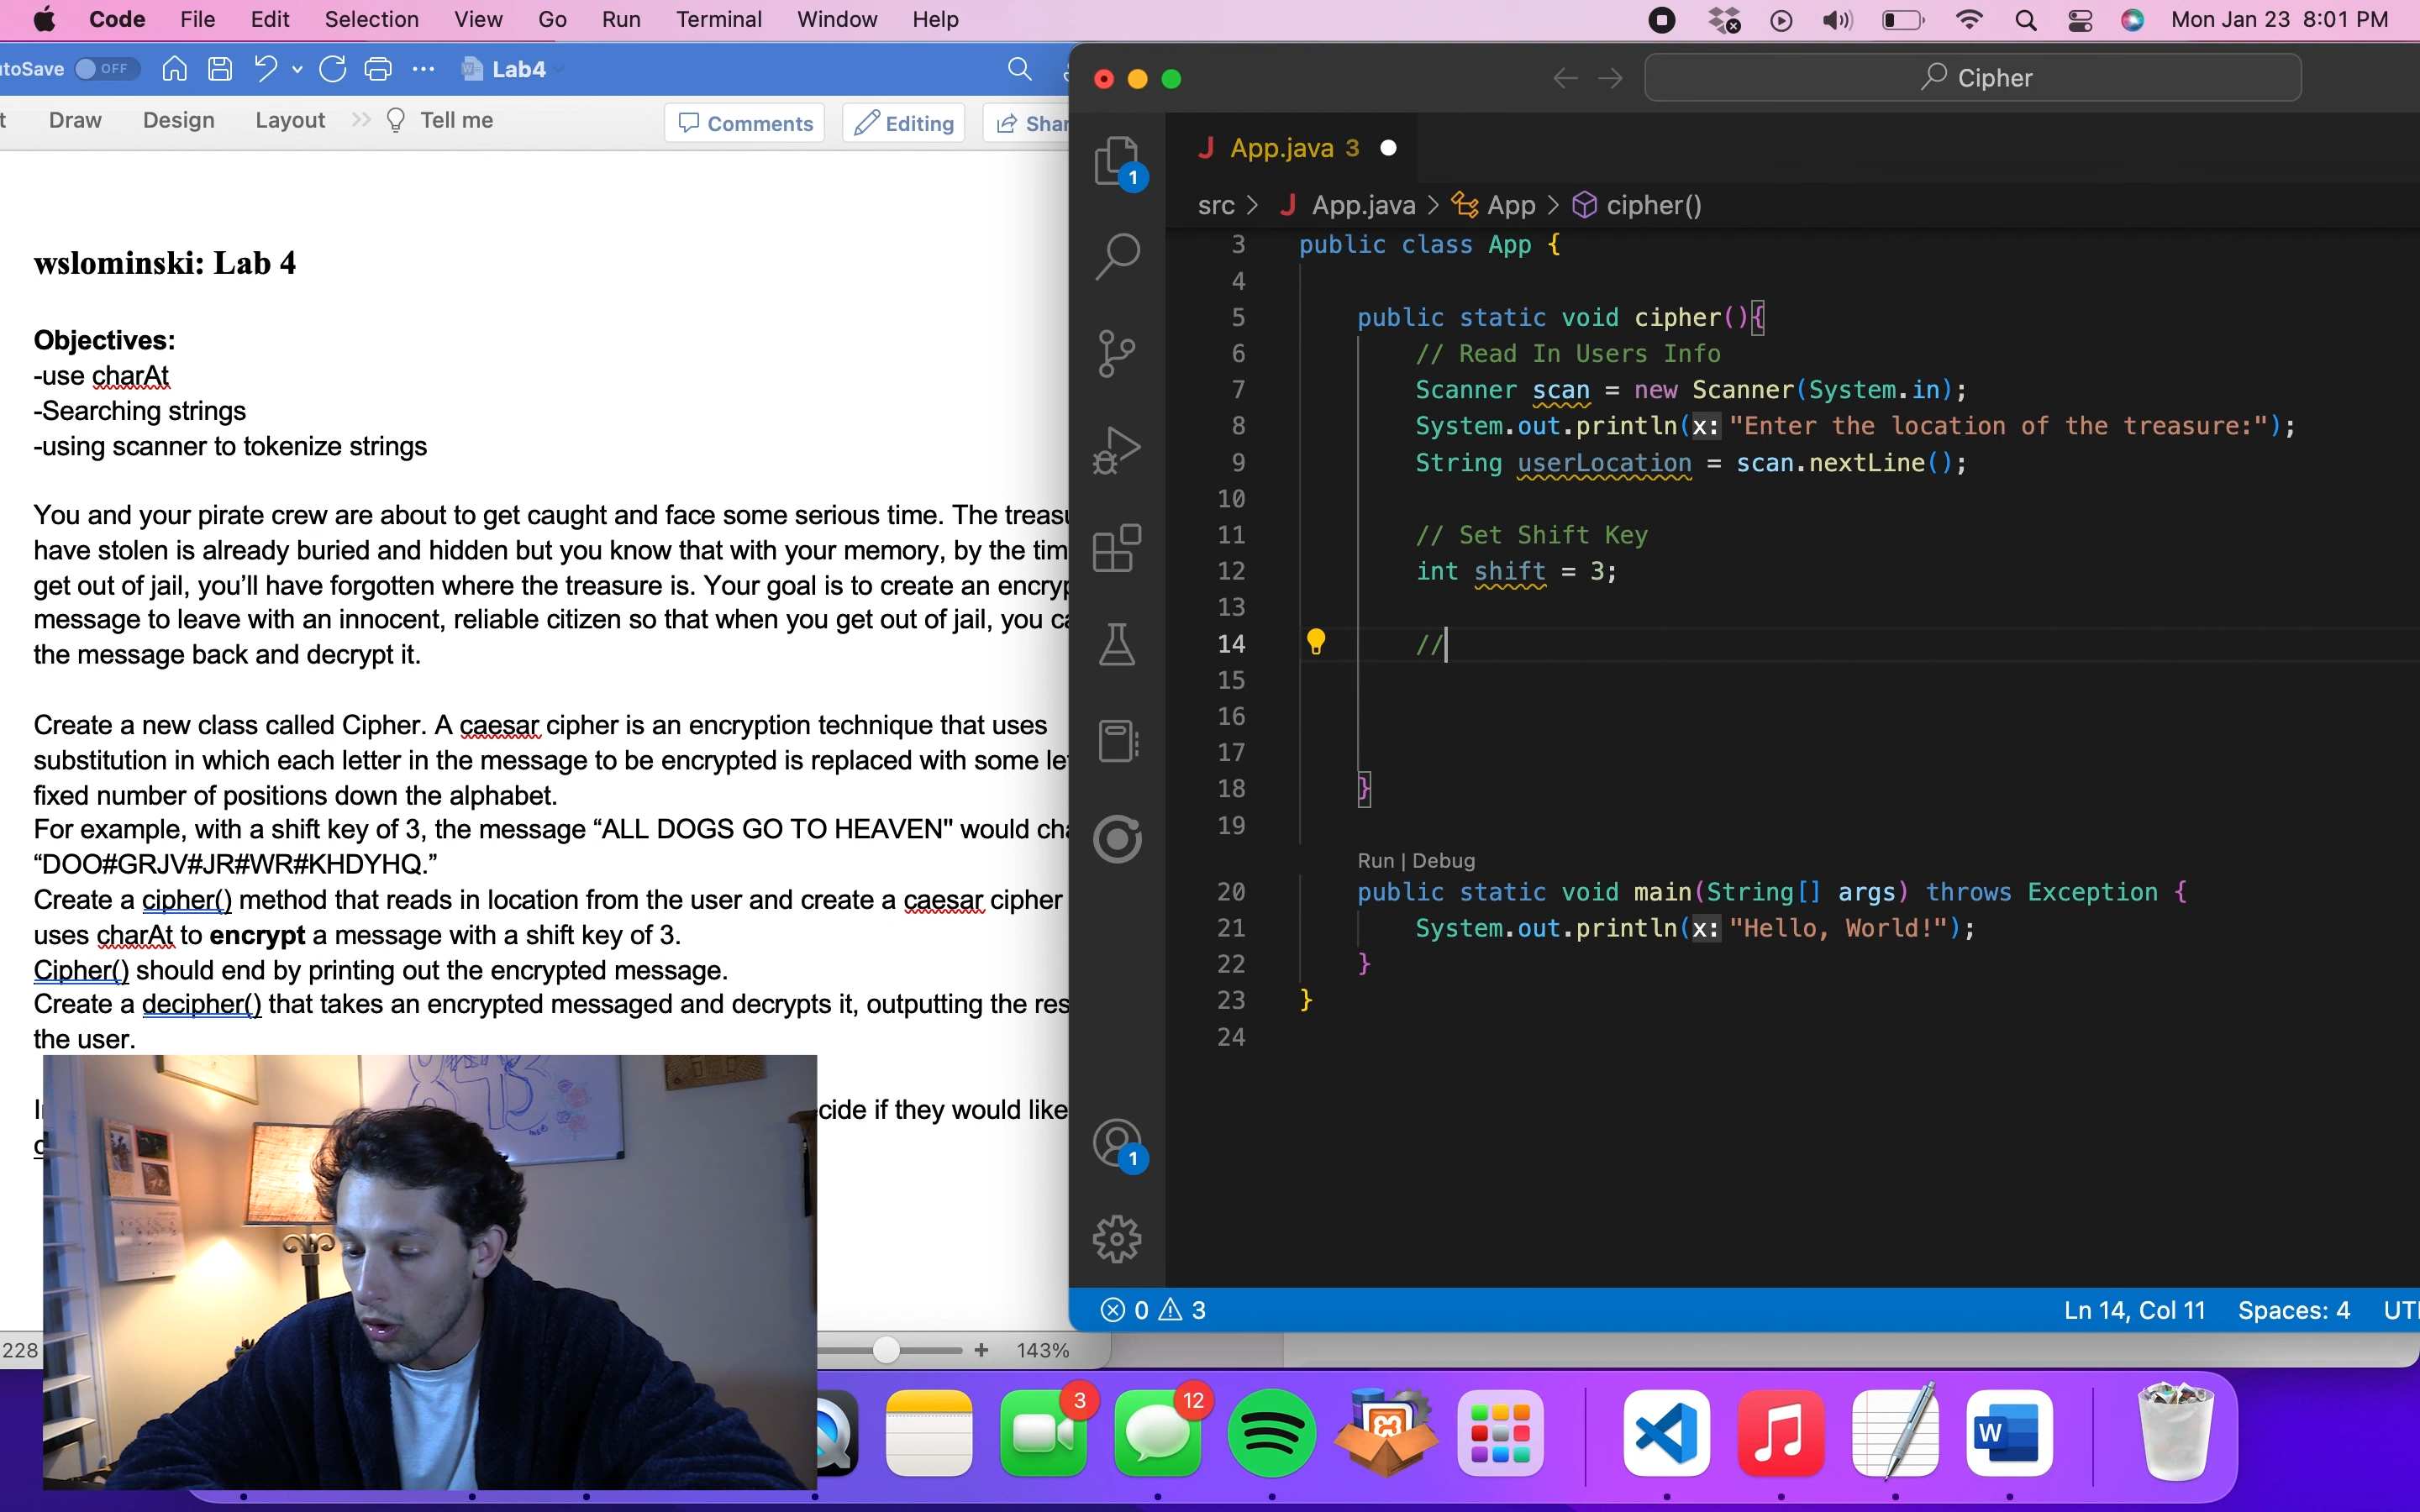 Code File Edit Selection View Go Run Terminal Window Help Mon Jan 23 8:01 PM
toSave OFF Lab4
Draw Design Layout Tell me Comments Editing Shar
wslominski: Lab 4
Objectives:
-use charAt
-Searching strings
-using scanner to tokenize strings
You and your pirate crew are about to get caught and face some serious time. The treasu
have stolen is already buried and hidden but you know that with your memory, by the tim
get out of jail, you’ll have forgotten where the treasure is. Your goal is to create an encryp
message to leave with an innocent, reliable citizen so that when you get out of jail, you ca
the message back and decrypt it.
Create a new class called Cipher. A caesar cipher is an encryption technique that uses
substitution in which each letter in the message to be encrypted is replaced with some le
fixed number of positions down the alphabet.
For example, with a shift key of 3, the message “ALL DOGS GO TO HEAVEN" would cha
“DOO#GRJV#JR#WR#KHDYHQ.”
Create a cipher() method that reads in location from the user and create a caesar cipher
uses charAt to encrypt a message with a shift key of 3.
Cipher() should end by printing out the encrypted message.
Create a decipher() that takes an encrypted messaged and decrypts it, outputting the res
the user.
cide if they would like
228
143%
843
Cipher
App.java 3
src > App.java > App > cipher()
3 public class App {
4
5 public static void cipher(){
6 // Read In Users Info
7 Scanner scan = new Scanner(System.in);
8 System.out.println(x: "Enter the location of the treasure:");
9 String userLocation = scan.nextLine();
10
11 // Set Shift Key
12 int shift = 3;
13
14 //
15
16
17
18 }
19
Run | Debug
20 public static void main(String[] args) throws Exception {
21 System.out.println(x: "Hello, World!");
22 }
23 }
24
1
1
0 3 Ln 14, Col 11 Spaces: 4 UTF
3 12
W